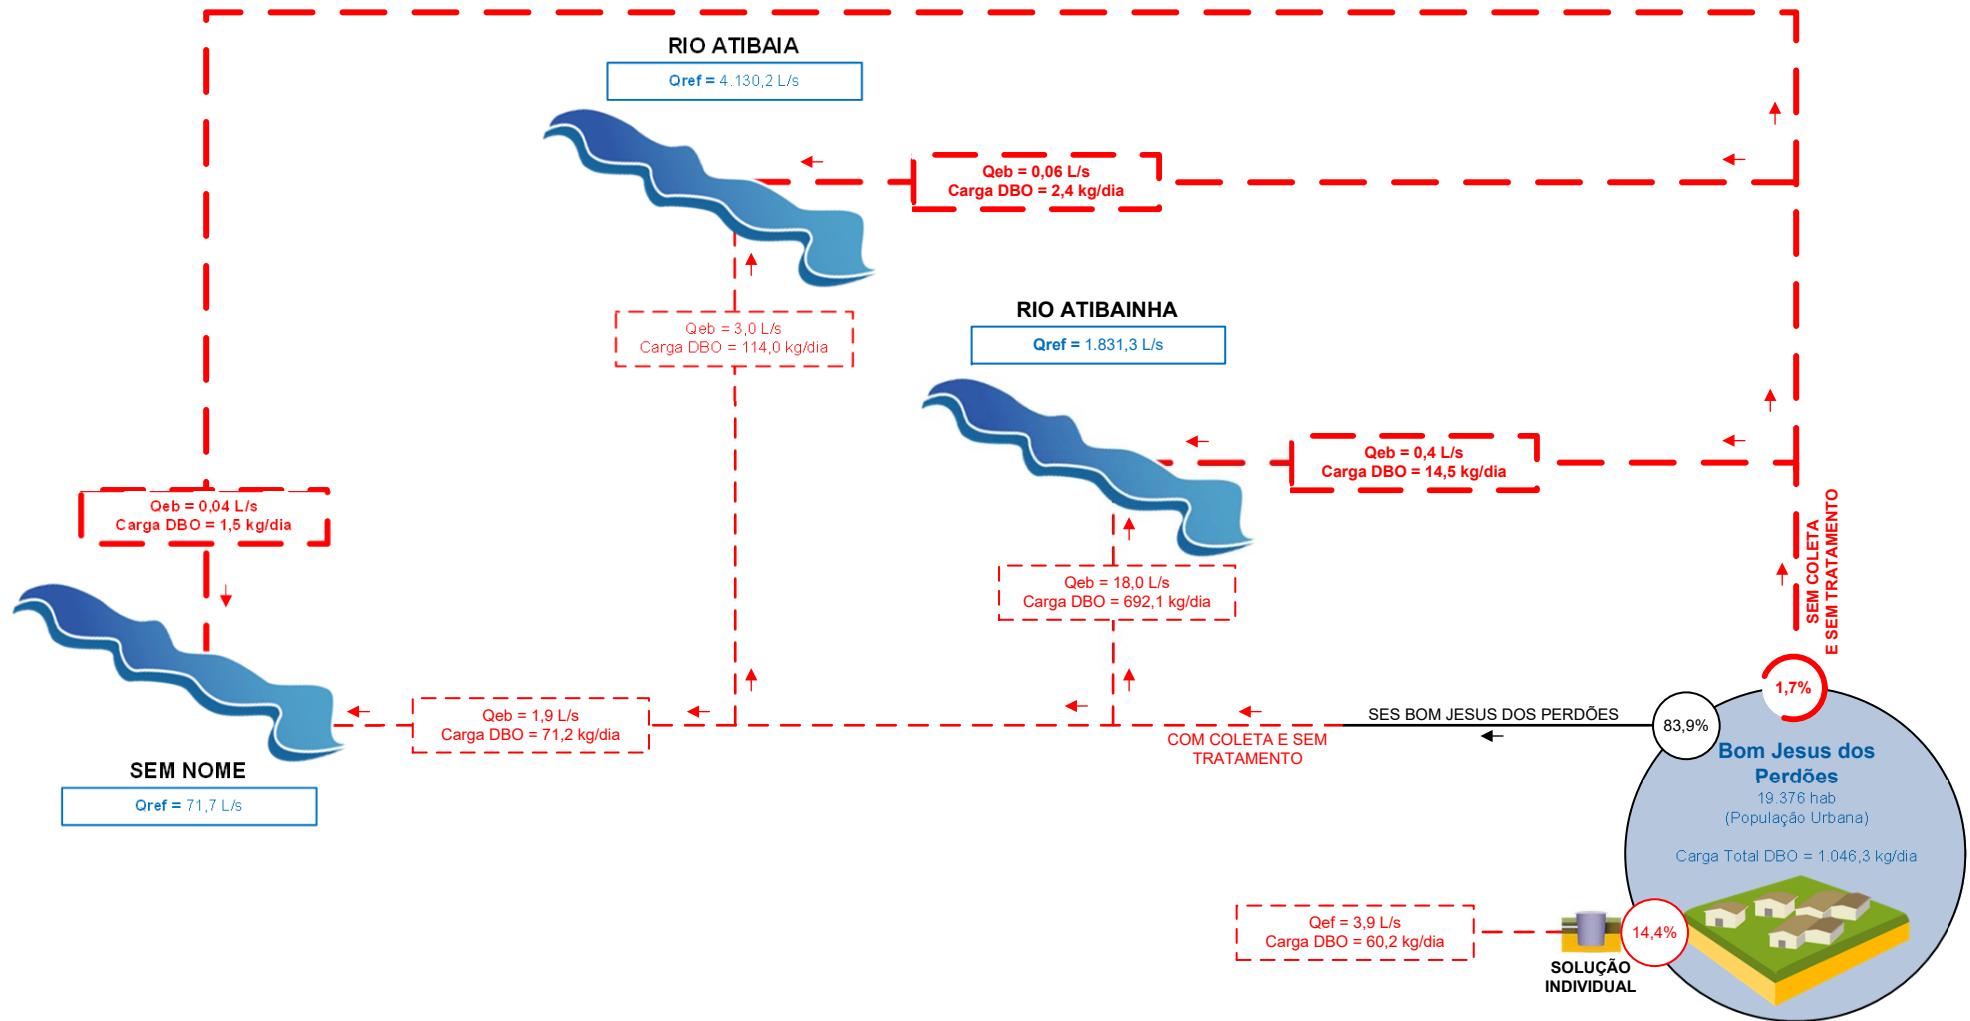 RIO ATIBAIA
Qref = 4.130,2 L/s
Qeb = 0,06 L/s
Carga DBO = 2,4 kg/dia
Qeb = 3,0 L/s
Carga DBO = 114,0 kg/dia
RIO ATIBAINHA
Qref = 1.831,3 L/s
Qeb = 0,4 L/s
Carga DBO = 14,5 kg/dia
Qeb = 0,04 L/s
Carga DBO = 1,5 kg/dia
Qeb = 18,0 L/s
Carga DBO = 692,1 kg/dia
SEM COLETA
E SEM TRATAMENTO
Qeb = 1,9 L/s
Carga DBO = 71,2 kg/dia
SEM NOME
Qref = 71,7 L/s
COM COLETA E SEM
TRATAMENTO
SES BOM JESUS DOS PERDÕES
83,9%
1,7%
Bom Jesus dos
Perdões
19.376 hab
(População Urbana)
Carga Total DBO = 1.046,3 kg/dia
Qef = 3,9 L/s
Carga DBO = 60,2 kg/dia
14,4%
SOLUÇÃO
INDIVIDUAL